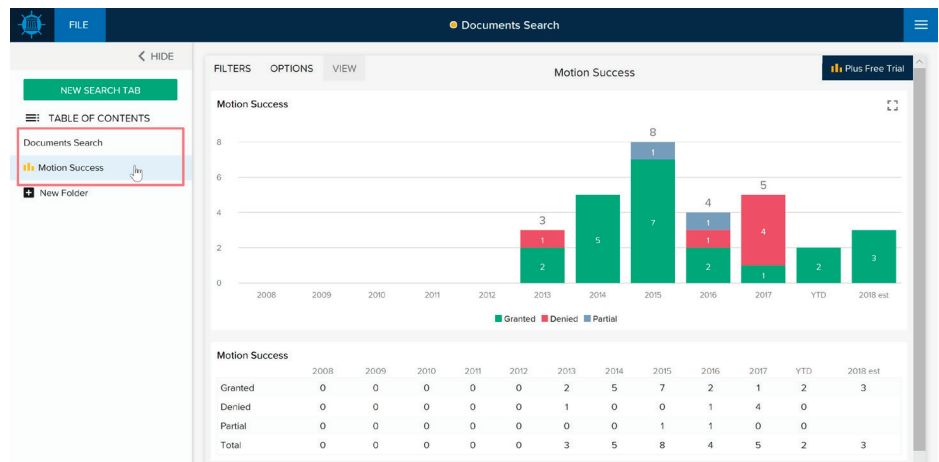 FILE
Documents Search
HIDE
NEW SEARCH TAB
TABLE OF CONTENTS
Documents Search
Motion Success
New Folder
FILTERS OPTIONS VIEW
Motion Success
Plus Free Trial
Motion Success
8
6
4
2
0
3
1
2
5
8
1
7
4
1
1
2
5
4
1
2
3
2008 2009 2010 2011 2012 2013 2014 2015 2016 2017 YTD 2018 est
Granted Denied Partial
Motion Success
2008 2009 2010 2011 2012 2013 2014 2015 2016 2017 YTD 2018 est
Granted 0 0 0 0 0 2 5 7 2 1 2 3
Denied 0 0 0 0 0 1 0 0 1 4 0
Partial 0 0 0 0 0 0 0 1 1 0 0
Total 0 0 0 0 0 3 5 8 4 5 2 3